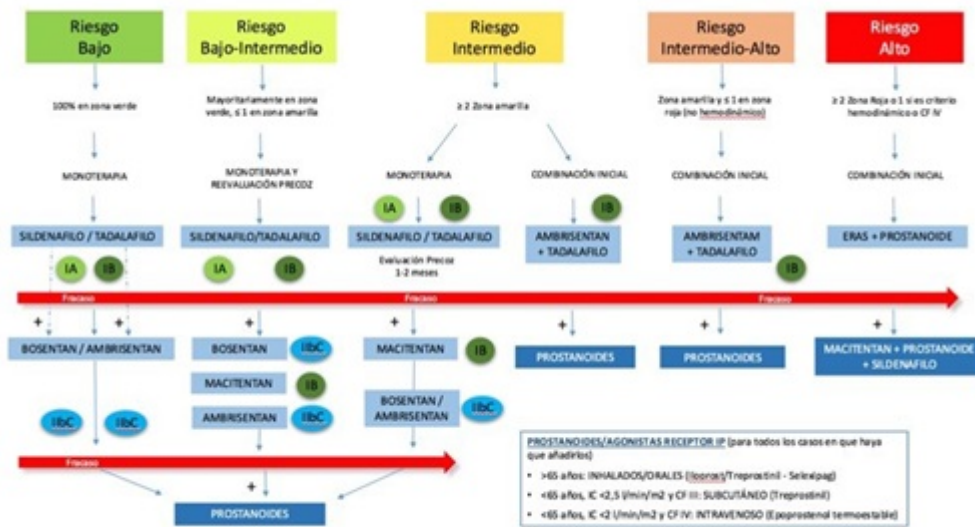 Riesgo
Bajo
Riesgo
Bajo-Intermedio
Riesgo
Intermedio
Riesgo
Intermedio-Alto
Riesgo
Alto
100% en zona verde
Mayoritariamente en zona
verde, ≤ 1 en zona amarilla
≥ 2 Zona amarilla
Zona amarilla y ≤ 1 en zona
roja (no hemodinámico)
≥ 2 Zona Roja o 1 si es criterio
hemodinámico o CF IV
MONOTERAPIA
MONOTERAPIA Y
REEVALUACIÓN PRECOZ
MONOTERAPIA
COMBINACIÓN INICIAL
COMBINACIÓN INICIAL
COMBINACIÓN INICIAL
IA
IB
IB
SILDENAFILO / TADALAFILO
SILDENAFILO/TADALAFILO
SILDENAFILO / TADALAFILO
AMBRISENTAN
+ TADALAFILO
AMBRISENTAM
+ TADALAFILO
ERAS + PROSTANOIDE
IA
IB
IA
IB
Evaluación Precoz
1-2 meses
IB
Fracaso
Fracaso
Fracaso
+
+
+
+
+
+
+
BOSENTAN / AMBRISENTAN
BOSENTAN
IIbC
MACITENTAN
IB
PROSTANOIDES
PROSTANOIDES
MACITENTAN + PROSTANOIDE
+ SILDENAFILO
MACITENTAN
IB
IIbC
IIbC
AMBRISENTAN
IIbC
BOSENTAN /
AMBRISENTAN
IIbC
Fracaso
+
PROSTANOIDES
PROSTANOIDES/AGONISTAS RECEPTOR IP (para todos los casos en que haya
que añadirlos)
• >65 años: INHALADOS/ORALES (Iloprost/Treprostinil - Selexipag)
• <65 años, IC <2,5 l/min/m2 y CF III: SUBCUTÁNEO (Treprostinil)
• <65 años, IC <2 l/min/m2 y CF IV: INTRAVENOSO (Epoprostenol termoestable)